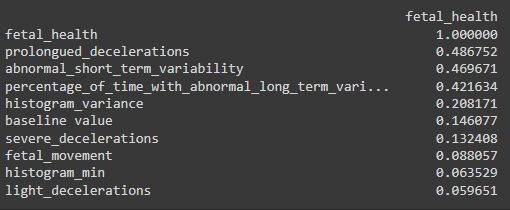 fetal_health
fetal_health 1.000000
prolongued_decelerations 0.486752
abnormal_short_term_variability 0.469671
percentage_of_time_with_abnormal_long_term_vari... 0.421634
histogram_variance 0.208171
baseline value 0.146077
severe_decelerations 0.132408
fetal_movement 0.088057
histogram_min 0.063529
light_decelerations 0.059651